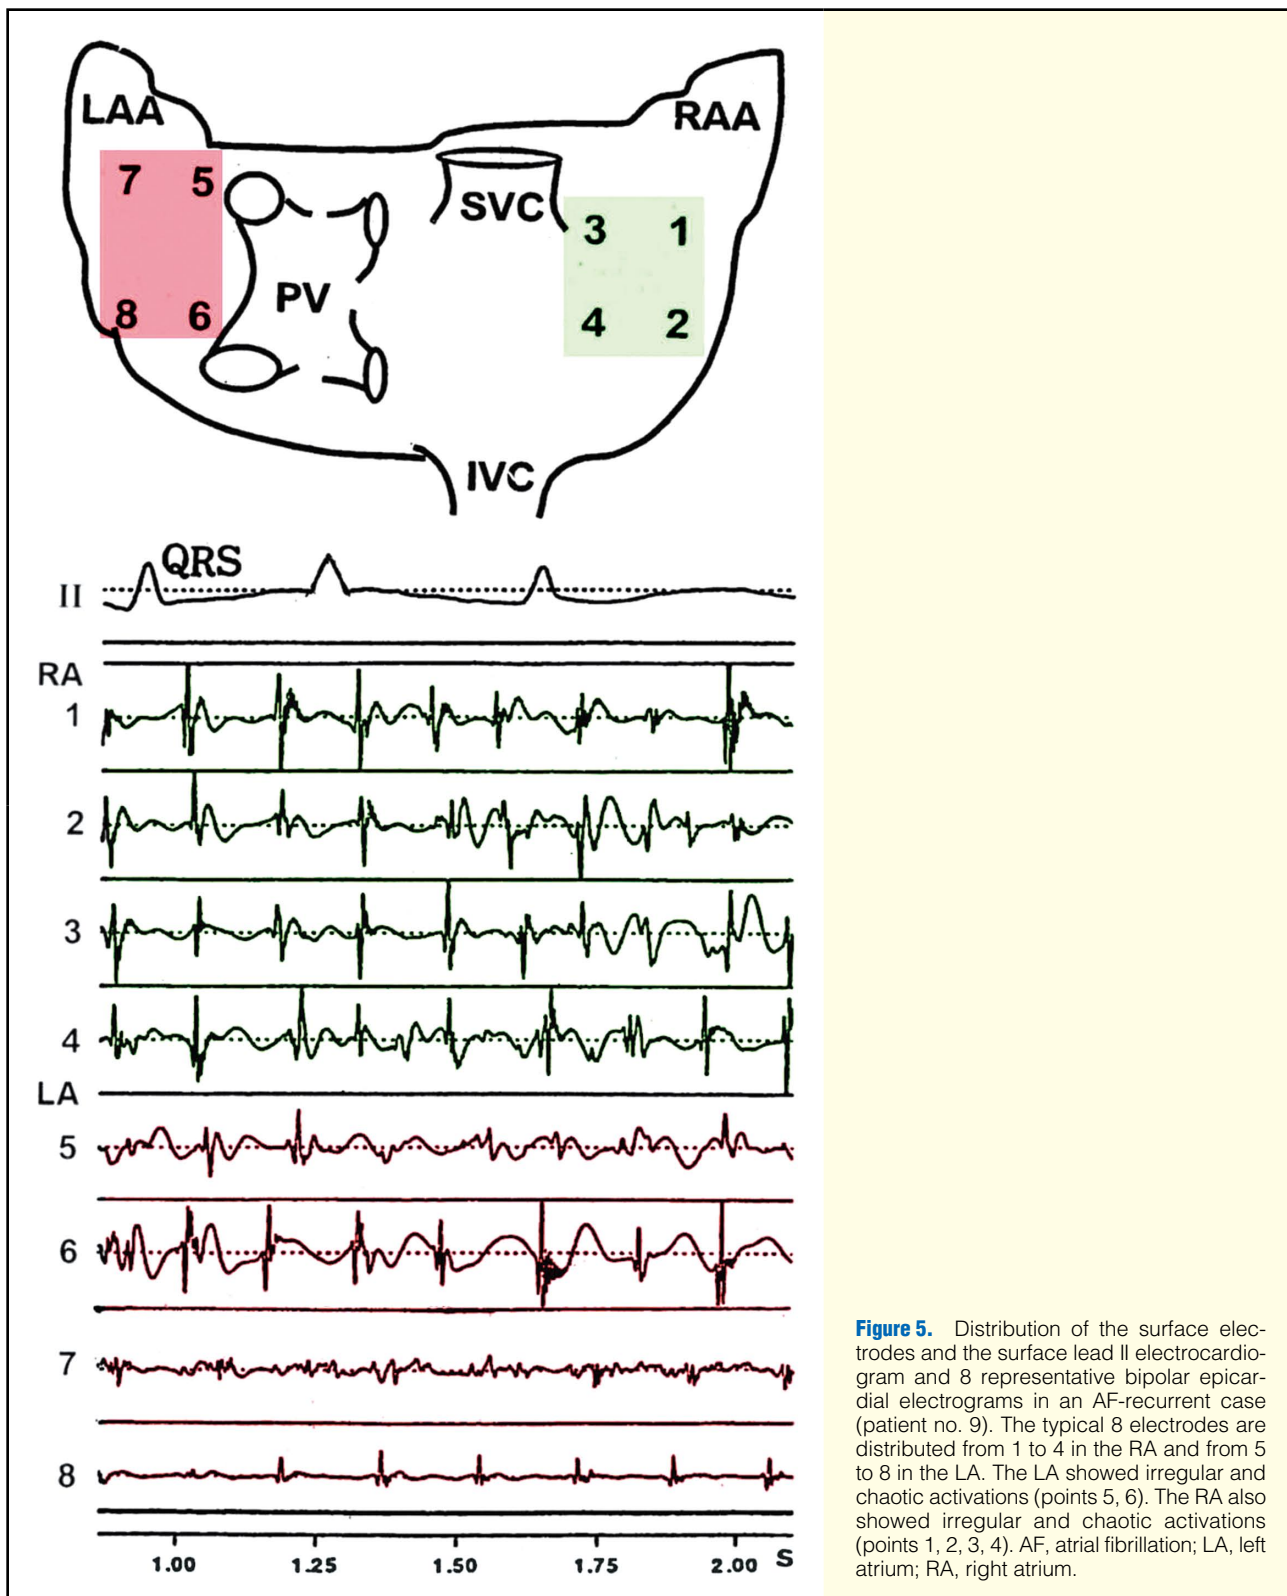 LAA
RAA
7 5
SVC
3 1
PV
8 6
4 2
IVC
QRS
II
RA
1
2
3
4
LA
5
6
7
8
1.00 1.25 1.50 1.75 2.00 S
Figure 5. Distribution of the surface elec-
trodes and the surface lead II electrocardio-
gram and 8 representative bipolar epicar-
dial electrograms in an AF-recurrent case
(patient no. 9). The typical 8 electrodes are
distributed from 1 to 4 in the RA and from 5
to 8 in the LA. The LA showed irregular and
chaotic activations (points 5, 6). The RA also
showed irregular and chaotic activations
(points 1, 2, 3, 4). AF, atrial fibrillation; LA, left
atrium; RA, right atrium.